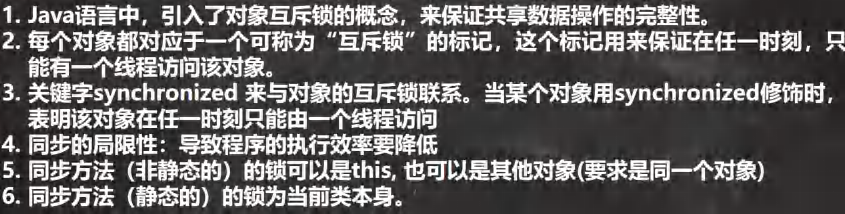 1. Java语言中，引入了对象互斥锁的概念，来保证共享数据操作的完整性。
2. 每个对象都对应于一个可称为“互斥锁”的标记，这个标记用来保证在任一时刻，只
能有一个线程访问该对象。
3. 关键字synchronized 来与对象的互斥锁联系。当某个对象用synchronized修饰时，
表明该对象在任一时刻只能由一个线程访问
4. 同步的局限性：导致程序的执行效率要降低
5. 同步方法（非静态的）的锁可以是this, 也可以是其他对象(要求是同一个对象)
6. 同步方法（静态的）的锁为当前类本身。